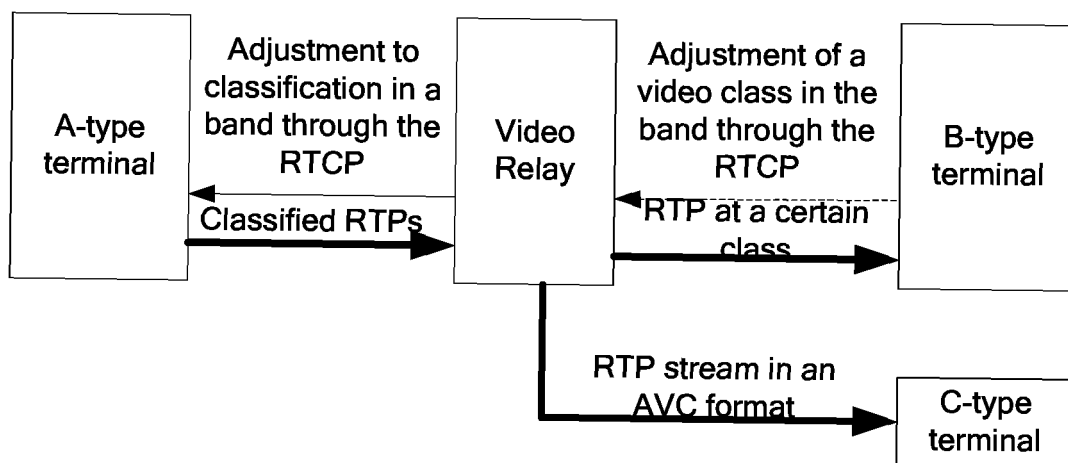 A-type
terminal
Adjustment to
classification in a
band through the
RTCP
Classified RTPs
Video
Relay
Adjustment of a
video class in the
band through the
RTCP
RTP at a certain
class
B-type
terminal
RTP stream in an
AVC format
C-type
terminal